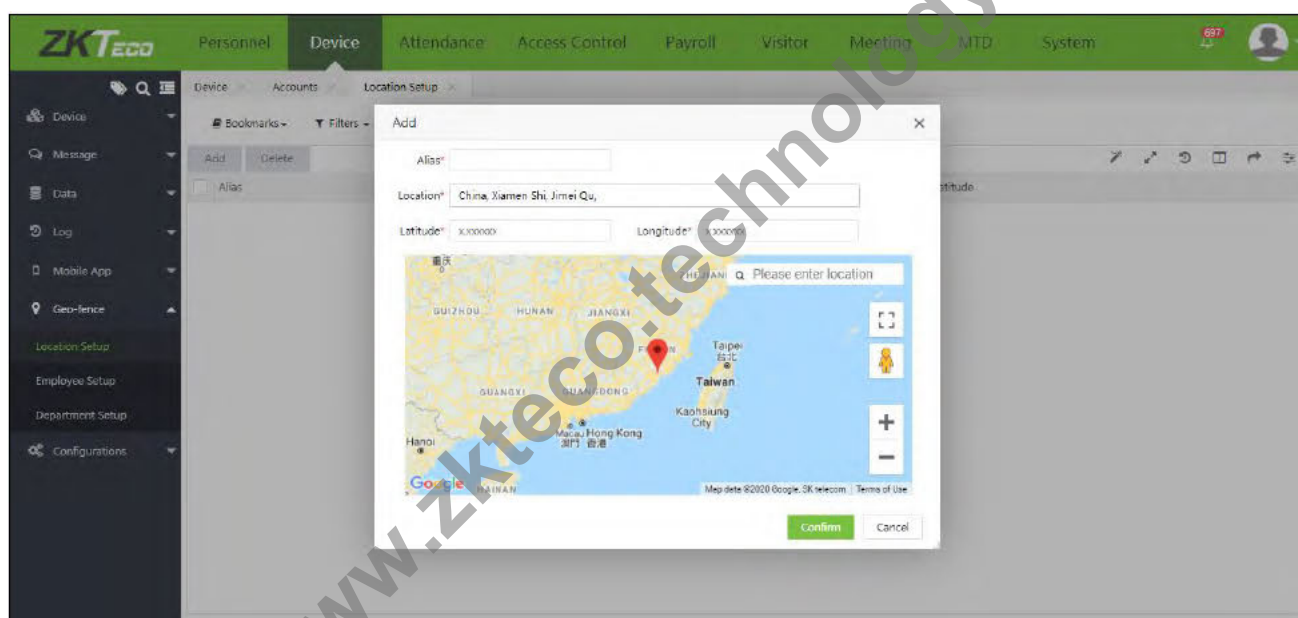 ZKTeco Personnel Device Attendance Access Control Payroll Visitor Meeting MTD System 697
Device Accounts Location Setup
Device
Message
Data
Log
Mobile App
Geo-fence
Location Setup
Employee Setup
Department Setup
Configurations
Bookmarks Filters
Add Delete
Alias
Add
Alias*
Location* China, Xiamen Shi, Jimei Qu,
Latitude* x.xxxxxx Longitude* x.xxxxxx
Please enter location
重庆
GUIZHOU HUNAN JIANGXI
Taipei
台北
Taiwan
GUANGXI GUANGDONG
Kaohsiung
City
Macau Hong Kong
澳門 香港
Hanoi
HAINAN
Google
Map data ©2020 Google, SK telecom Terms of Use
Confirm Cancel
www.zkteco.technology